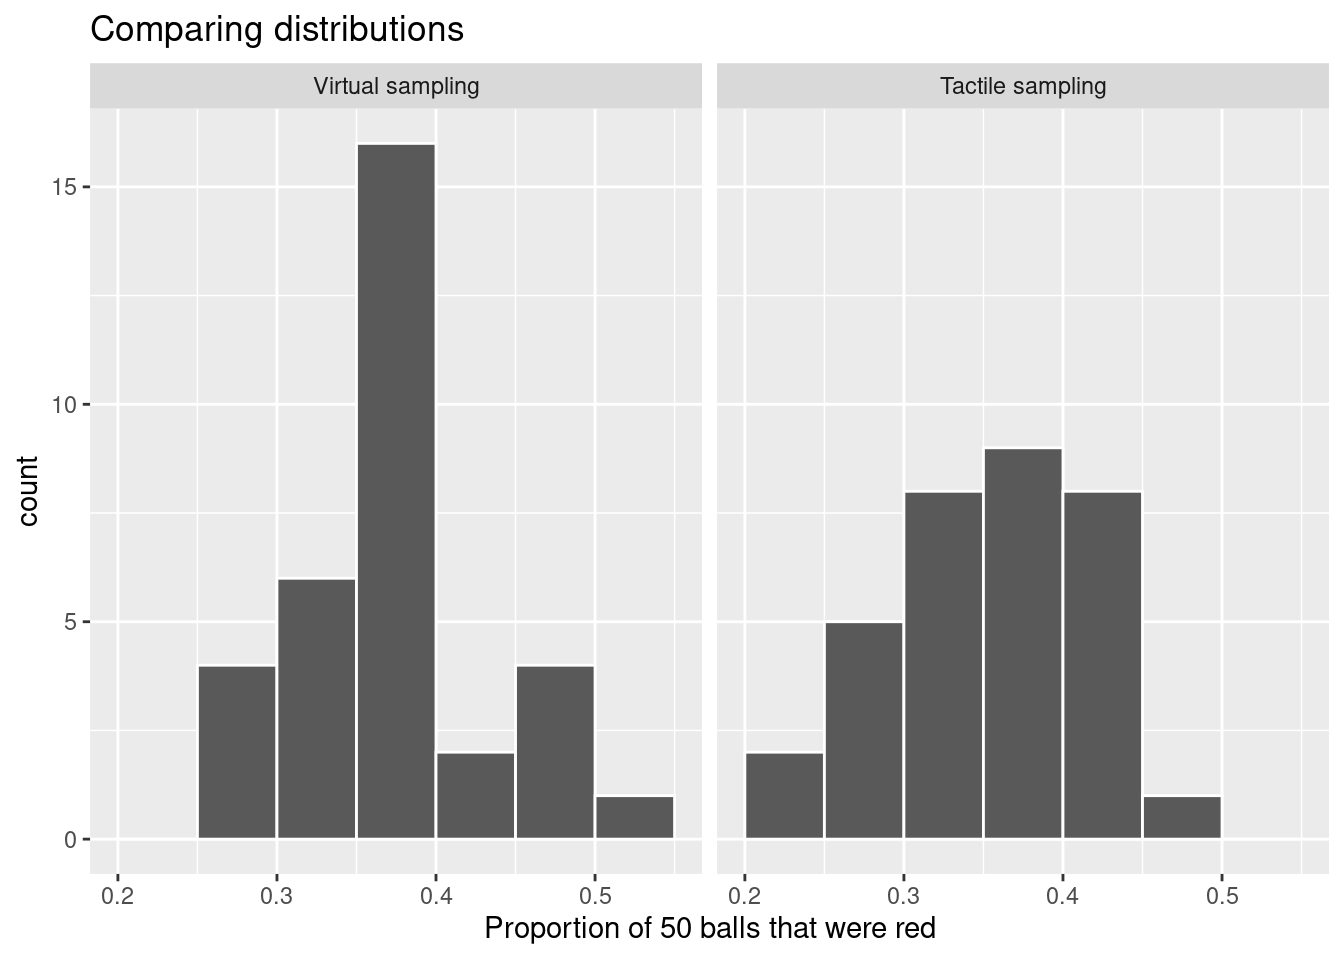 Comparing distributions
Virtual sampling
Tactile sampling
15
10
5
0
count
0.2 0.3 0.4 0.5
0.2 0.3 0.4 0.5
Proportion of 50 balls that were red